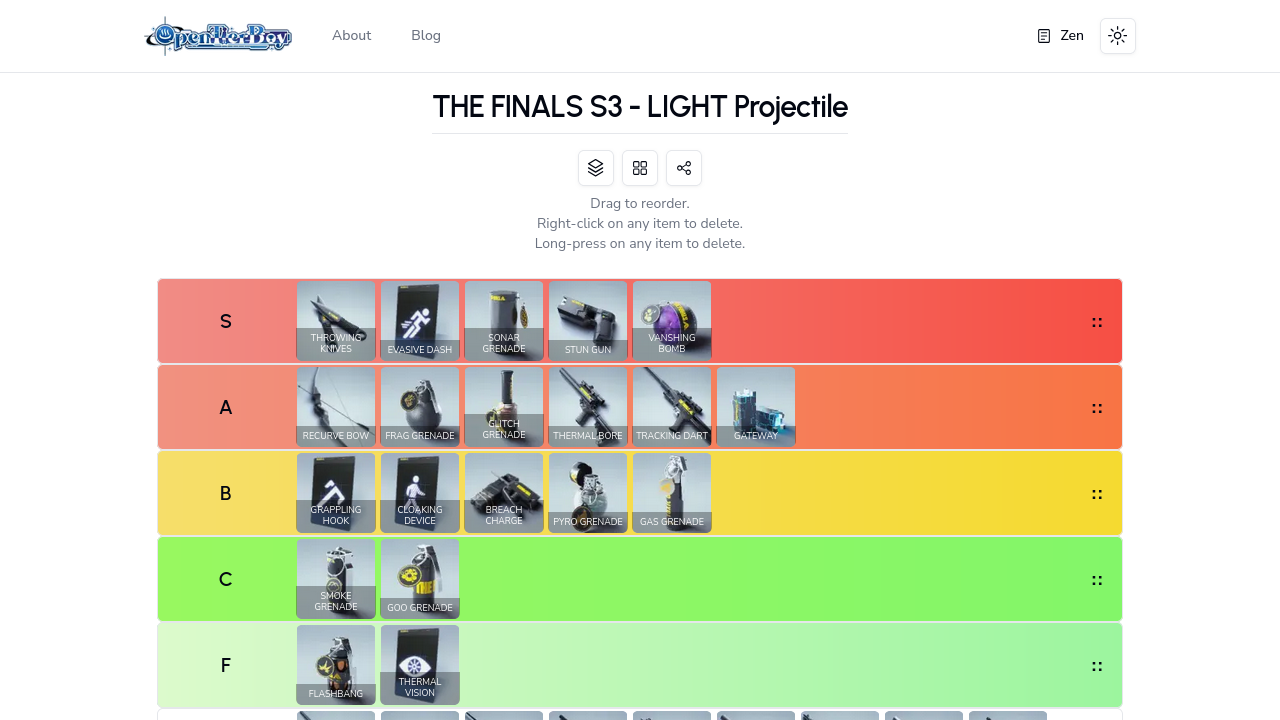 OpenTierBoy
About
Blog
Zen
THE FINALS S3 - LIGHT Projectile
Drag to reorder.
Right-click on any item to delete.
Long-press on any item to delete.
S
THROWING
KNIVES
EVASIVE DASH
SONAR
GRENADE
STUN GUN
VANSHING
BOMB
A
RECURVE BOW
FRAG GRENADE
GLITCH
GRENADE
THERMAL BORE
TRACKING DART
GATEWAY
B
GRAPPLING
HOOK
CLOAKING
DEVICE
BREACH
CHARGE
PYRO GRENADE
GAS GRENADE
C
SMOKE
GRENADE
GOO GRENADE
F
FLASHBANG
THERMAL
VISION